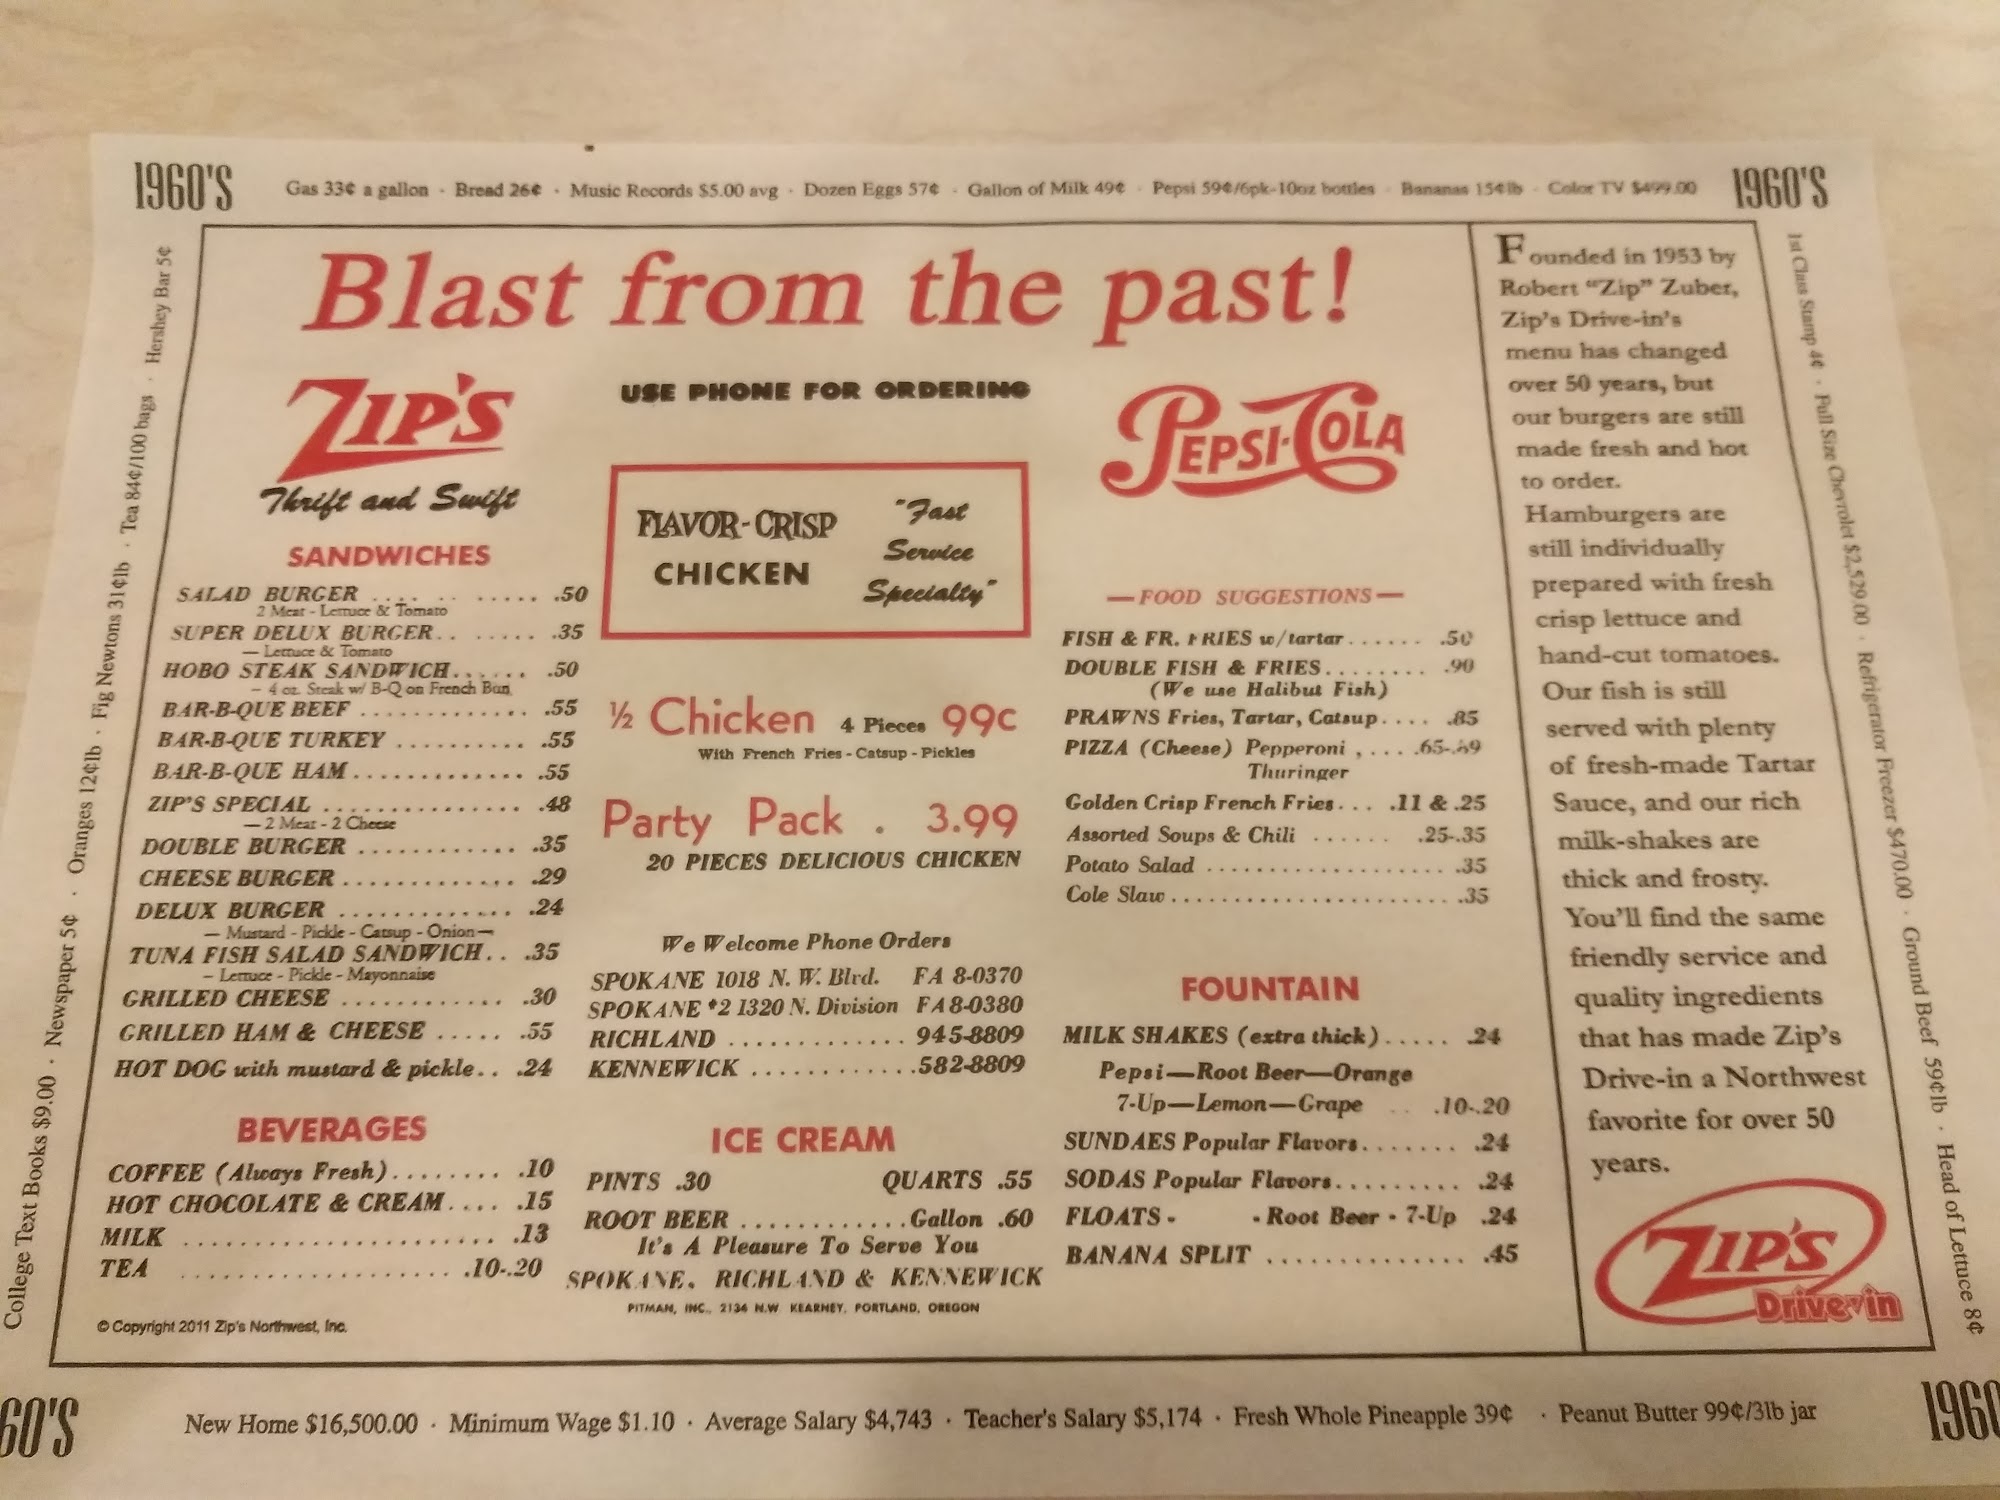 1960'S
Gas 33¢ a gallon · Bread 26¢ · Music Records $5.00 avg · Dozen Eggs 57¢ · Gallon of Milk 49¢ · Pepsi 59¢/6pk-10oz bottles · Bananas 15¢lb · Color TV $499.00
1960'S
College Text Books $9.00 · Newspaper 5¢ · Oranges 12¢lb · Fig Newtons 31¢lb · Tea 84¢/100 bags · Hershey Bar 5¢
Blast from the past!
ZIP'S
Thrift and Swift
SANDWICHES
SALAD BURGER .... .. ..... .. .50
2 Meat - Lettuce & Tomato
SUPER DELUX BURGER.. ...... .35
— Lettuce & Tomato
HOBO STEAK SANDWICH...... .50
— 4 oz. Steak w/ B-Q on French Bun
BAR-B-QUE BEEF ............. .55
BAR-B-QUE TURKEY .......... .55
BAR-B-QUE HAM............. .55
ZIP'S SPECIAL ................ .48
— 2 Meat - 2 Cheese
DOUBLE BURGER ............ .35
CHEESE BURGER ............. .29
DELUX BURGER ............. .24
— Mustard - Pickle - Catsup - Onion—
TUNA FISH SALAD SANDWICH.. .35
— Lettuce - Pickle - Mayonnaise
GRILLED CHEESE ............ .30
GRILLED HAM & CHEESE ..... .55
HOT DOG with mustard & pickle.. .24
BEVERAGES
COFFEE (Always Fresh)........ .10
HOT CHOCOLATE & CREAM.... .15
MILK ...................... .13
TEA ................... .10-.20
© Copyright 2011 Zip's Northwest, Inc.
USE PHONE FOR ORDERING
FLAVOR-CRISP
CHICKEN
"Fast
Service
Specialty"
½ Chicken 4 Pieces 99c
With French Fries - Catsup - Pickles
Party Pack . 3.99
20 PIECES DELICIOUS CHICKEN
We Welcome Phone Orders
SPOKANE 1018 N. W. Blvd. FA 8-0370
SPOKANE #2 1320 N. Division FA 8-0380
RICHLAND ............ 945-8809
KENNEWICK ...........582-8809
ICE CREAM
PINTS .30 QUARTS .55
ROOT BEER ............Gallon .60
It's A Pleasure To Serve You
SPOKANE, RICHLAND & KENNEWICK
PITMAN, INC., 2134 N.W. KEARNEY, PORTLAND, OREGON
PEPSI-COLA
—FOOD SUGGESTIONS—
FISH & FR. FRIES w/tartar ...... .50
DOUBLE FISH & FRIES........ .90
(We use Halibut Fish)
PRAWNS Fries, Tartar, Catsup.... .85
PIZZA (Cheese) Pepperoni , .... .65-.89
Thuringer
Golden Crisp French Fries... .11 & .25
Assorted Soups & Chili ...... .25-.35
Potato Salad .................... .35
Cole Slaw ....................... .35
FOUNTAIN
MILK SHAKES (extra thick)..... .24
Pepsi—Root Beer—Orange
7-Up—Lemon—Grape .. .10-.20
SUNDAES Popular Flavors....... .24
SODAS Popular Flavors......... .24
FLOATS - - Root Beer - 7-Up .24
BANANA SPLIT .............. .45
Founded in 1953 by
Robert "Zip" Zuber,
Zip's Drive-in's
menu has changed
over 50 years, but
our burgers are still
made fresh and hot
to order.
Hamburgers are
still individually
prepared with fresh
crisp lettuce and
hand-cut tomatoes.
Our fish is still
served with plenty
of fresh-made Tartar
Sauce, and our rich
milk-shakes are
thick and frosty.
You'll find the same
friendly service and
quality ingredients
that has made Zip's
Drive-in a Northwest
favorite for over 50
years.
ZIP'S
Drive-in
1st Class Stamp 4¢ · Full Size Chevrolet $2,529.00 · Refrigerator Freezer $470.00 · Ground Beef 59¢lb · Head of Lettuce 8¢
60'S
New Home $16,500.00 · Minimum Wage $1.10 · Average Salary $4,743 · Teacher's Salary $5,174 · Fresh Whole Pineapple 39¢ · Peanut Butter 99¢/3lb jar
1960